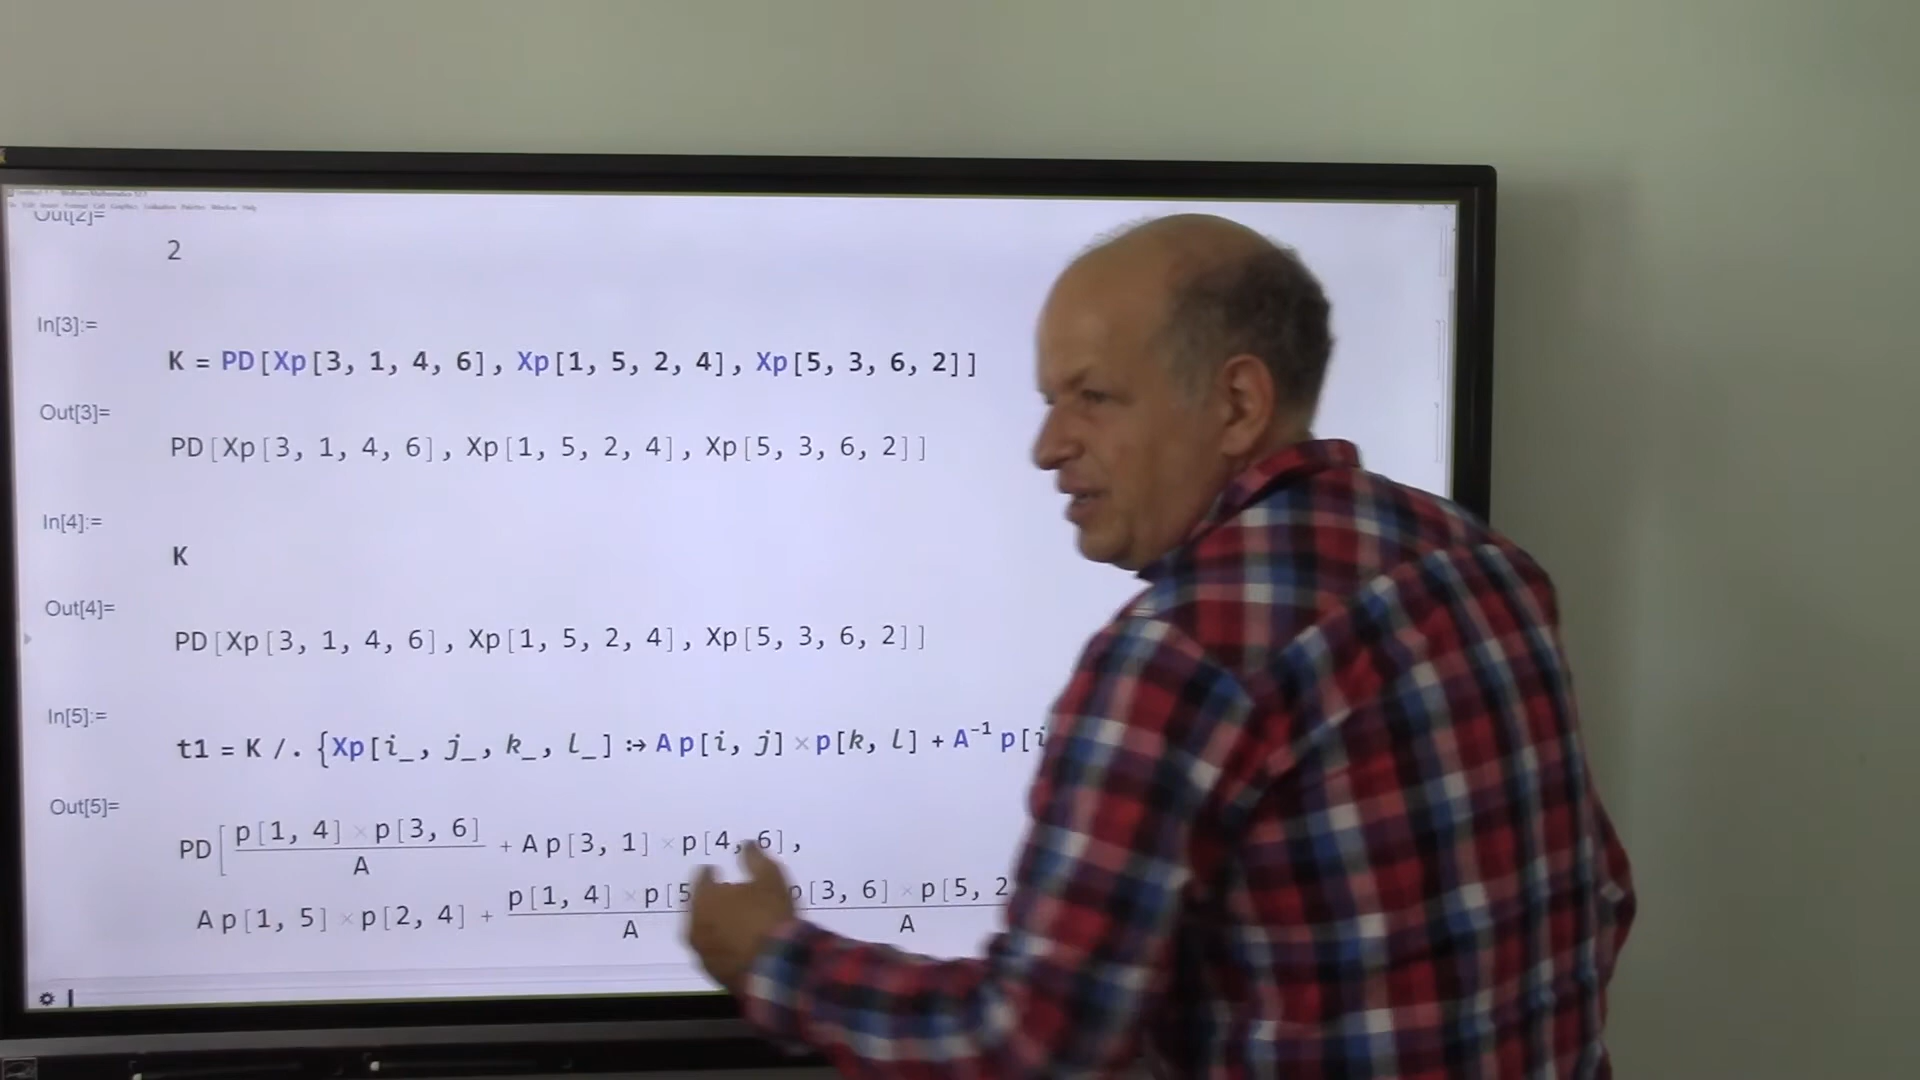 Out[2]=
2
In[3]:=
K = PD[Xp[3, 1, 4, 6], Xp[1, 5, 2, 4], Xp[5, 3, 6, 2]]
Out[3]=
PD[Xp[3, 1, 4, 6], Xp[1, 5, 2, 4], Xp[5, 3, 6, 2]]
In[4]:=
K
Out[4]=
PD[Xp[3, 1, 4, 6], Xp[1, 5, 2, 4], Xp[5, 3, 6, 2]]
In[5]:=
t1 = K /. {Xp[i_, j_, k_, l_] :→ A p[i, j] × p[k, l] + A⁻¹ p[i
Out[5]=
p[1, 4] × p[3, 6]
PD[ + A p[3, 1] × p[4, 6],
A
p[1, 4] × p[5 p[3, 6] × p[5, 2
A p[1, 5] × p[2, 4] +
A A